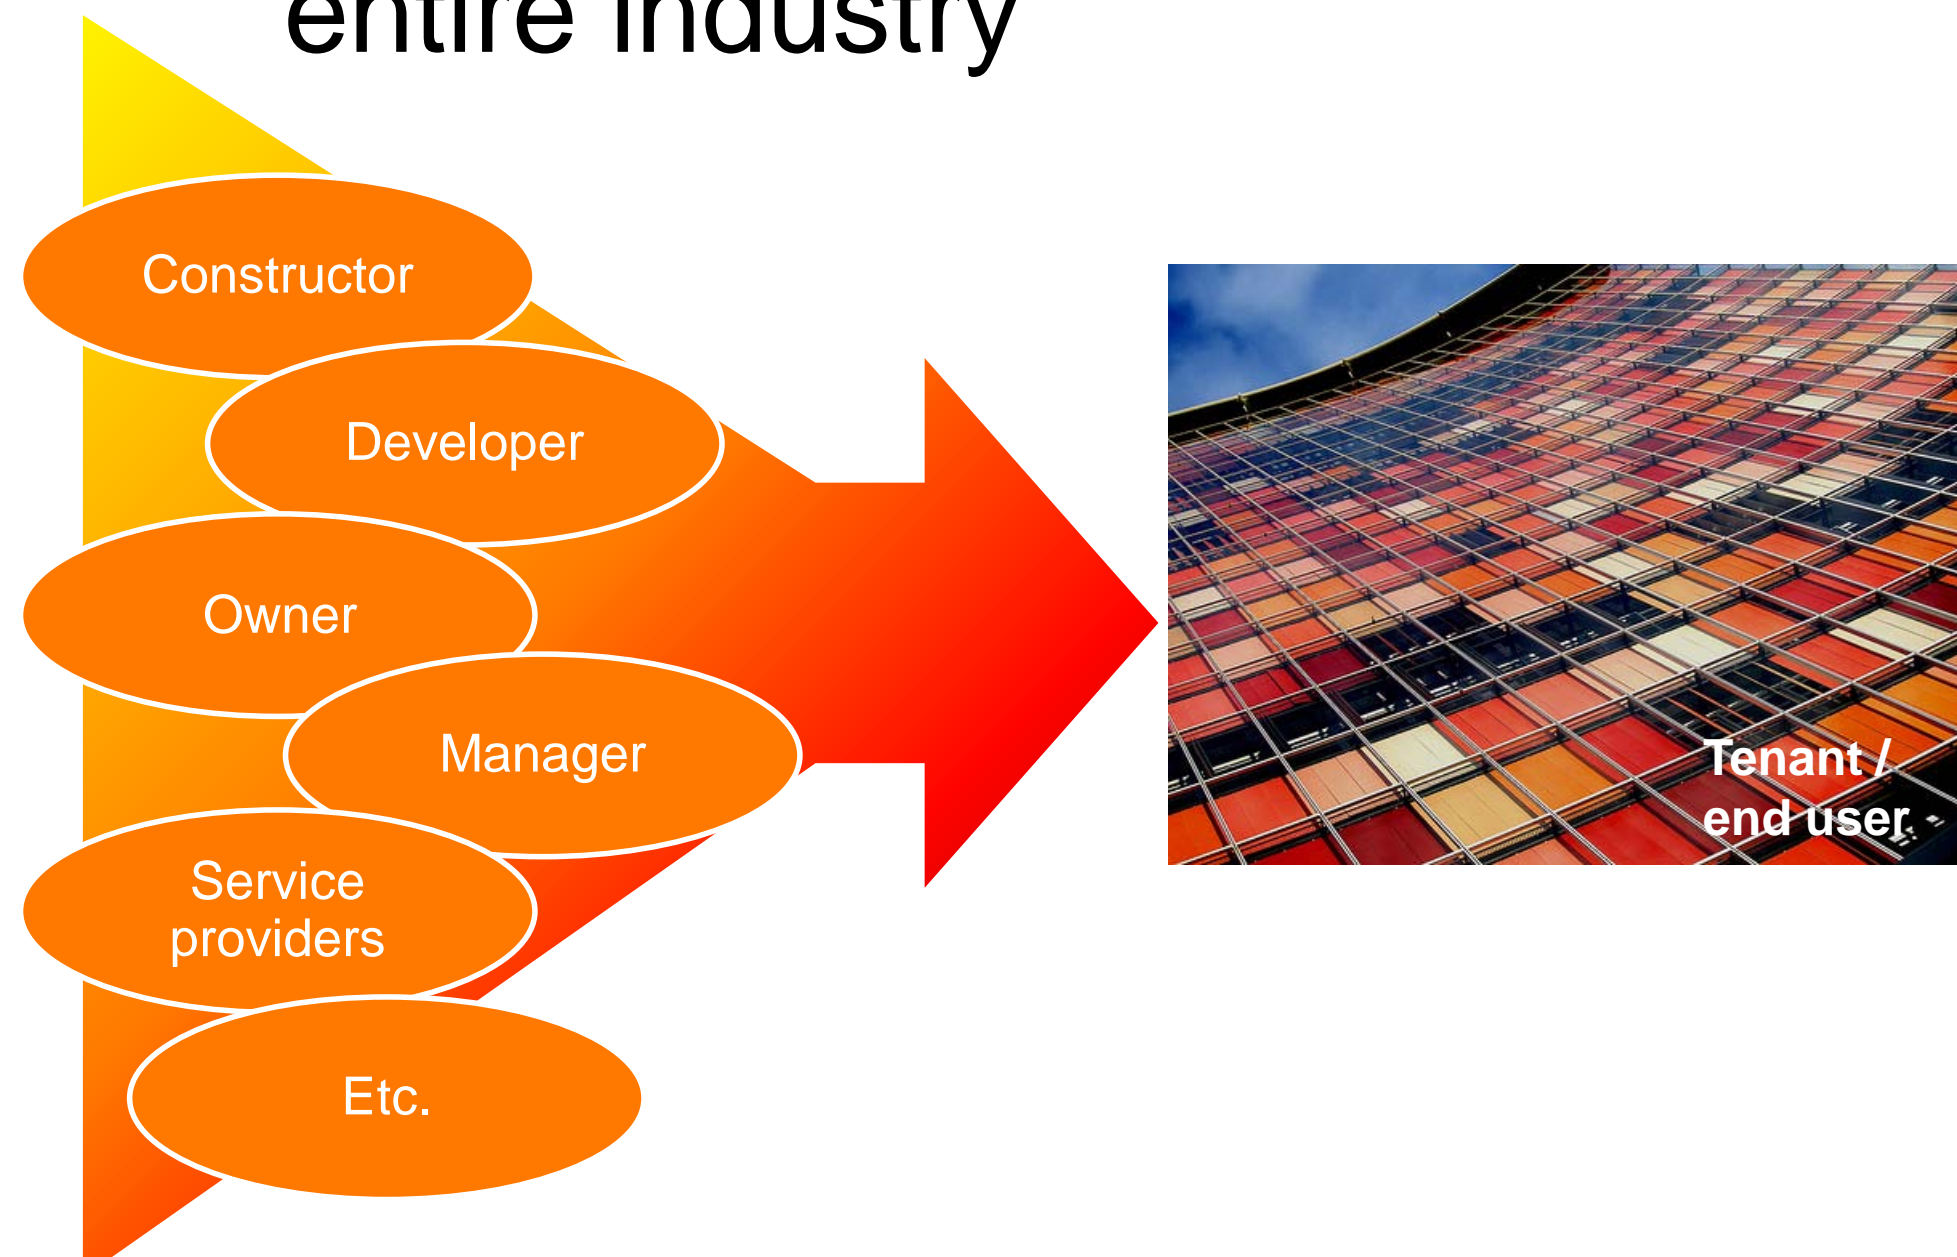 entire industry
Constructor
Developer
Owner
Manager
Service
providers
Etc.
Tenant /
end user